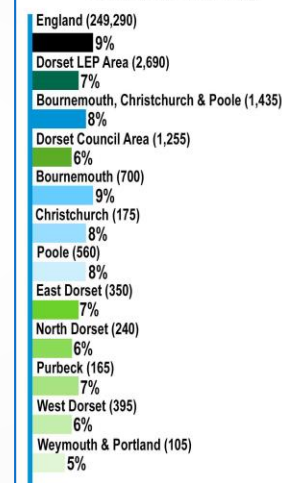 England (249,290)
9%
Dorset LEP Area (2,690)
7%
Bournemouth, Christchurch & Poole (1,435)
8%
Dorset Council Area (1,255)
6%
Bournemouth (700)
9%
Christchurch (175)
8%
Poole (560)
8%
East Dorset (350)
7%
North Dorset (240)
6%
Purbeck (165)
7%
West Dorset (395)
6%
Weymouth & Portland (105)
5%